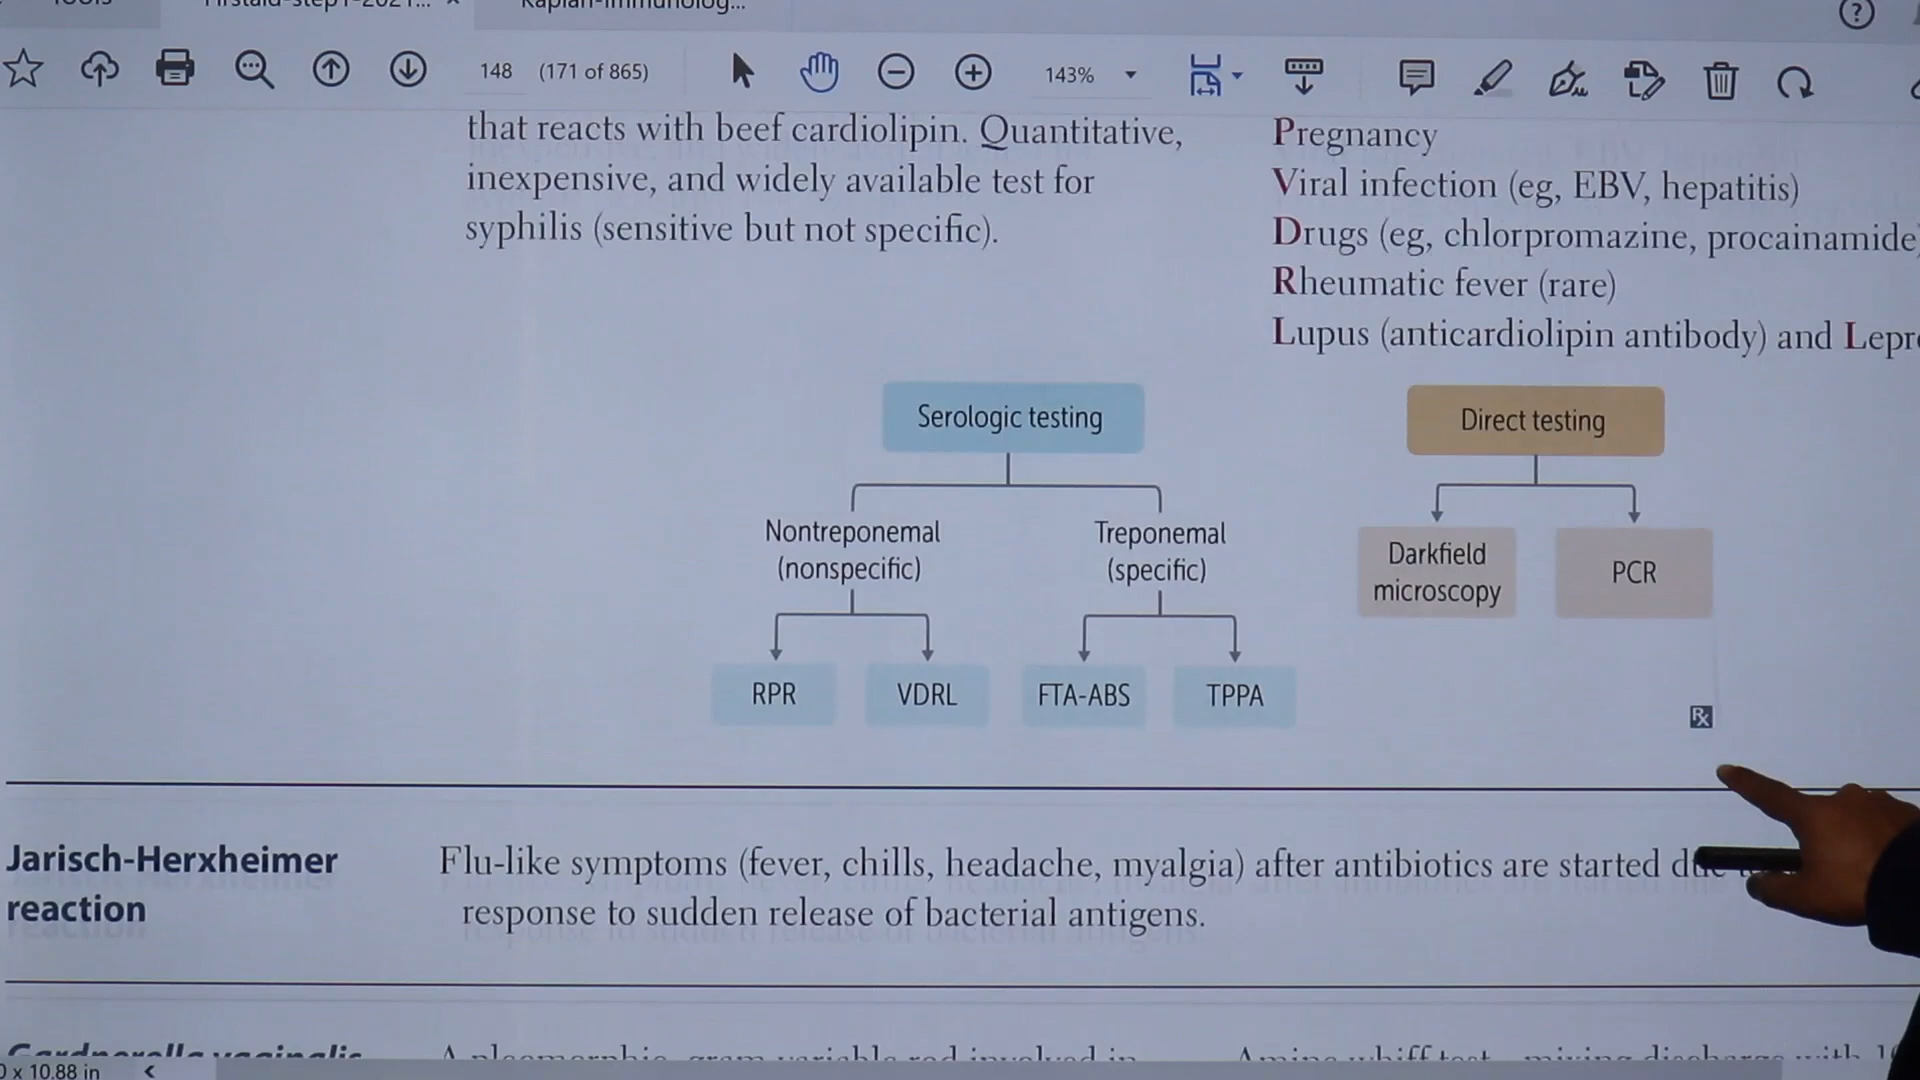 148 (171 of 865)
143%
that reacts with beef cardiolipin. Quantitative,
inexpensive, and widely available test for
syphilis (sensitive but not specific).
Pregnancy
Viral infection (eg, EBV, hepatitis)
Drugs (eg, chlorpromazine, procainamide
Rheumatic fever (rare)
Lupus (anticardiolipin antibody) and
Serologic testing
Nontreponemal
(nonspecific)
Treponemal
(specific)
RPR
VDRL
FTA-ABS
TPPA
Direct testing
Darkfield
microscopy
PCR
Rx
Jarisch-Herxheimer
reaction
Flu-like symptoms (fever, chills, headache, myalgia) after antibiotics are started
response to sudden release of bacterial antigens.
x 10.88 in